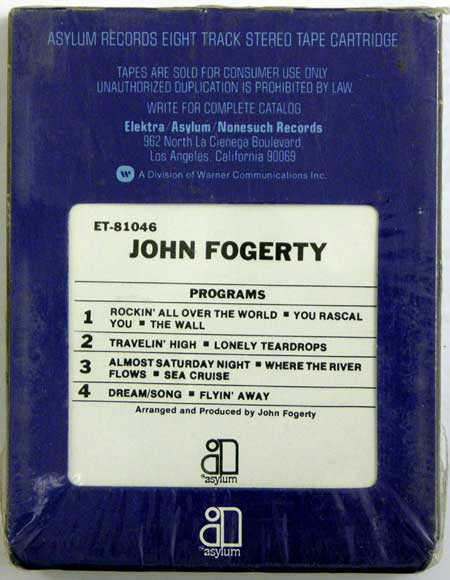 ASYLUM RECORDS EIGHT TRACK STEREO TAPE CARTRIDGE
TAPES ARE SOLD FOR CONSUMER USE ONLY
UNAUTHORIZED DUPLICATION IS PROHIBITED BY LAW.
WRITE FOR COMPLETE CATALOG
Elektra/Asylum/Nonesuch Records
962 North La Cienega Boulevard
Los Angeles, California 90069
A Division of Warner Communications Inc.
ET-81046
JOHN FOGERTY
PROGRAMS
1 ROCKIN' ALL OVER THE WORLD ■ YOU RASCAL
YOU ■ THE WALL
2 TRAVELIN' HIGH ■ LONELY TEARDROPS
3 ALMOST SATURDAY NIGHT ■ WHERE THE RIVER
FLOWS ■ SEA CRUISE
4 DREAM/SONG ■ FLYIN' AWAY
Arranged and Produced by John Fogerty
asylum
asylum